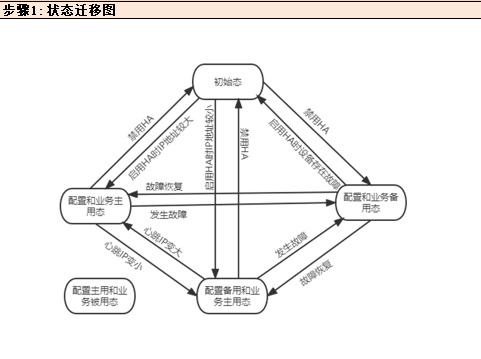 步骤1: 状态迁移图
初始态
禁用HA
启用HA时IP地址较大
启用HA时IP地址较小
禁用HA
启用HA时设备存在故障
禁用HA
配置和业务主
用态
故障恢复
发生故障
配置和业务备
用态
心跳IP变小
心跳IP变大
发生故障
故障恢复
配置主用和业
务被用态
配置备用和业
务主用态